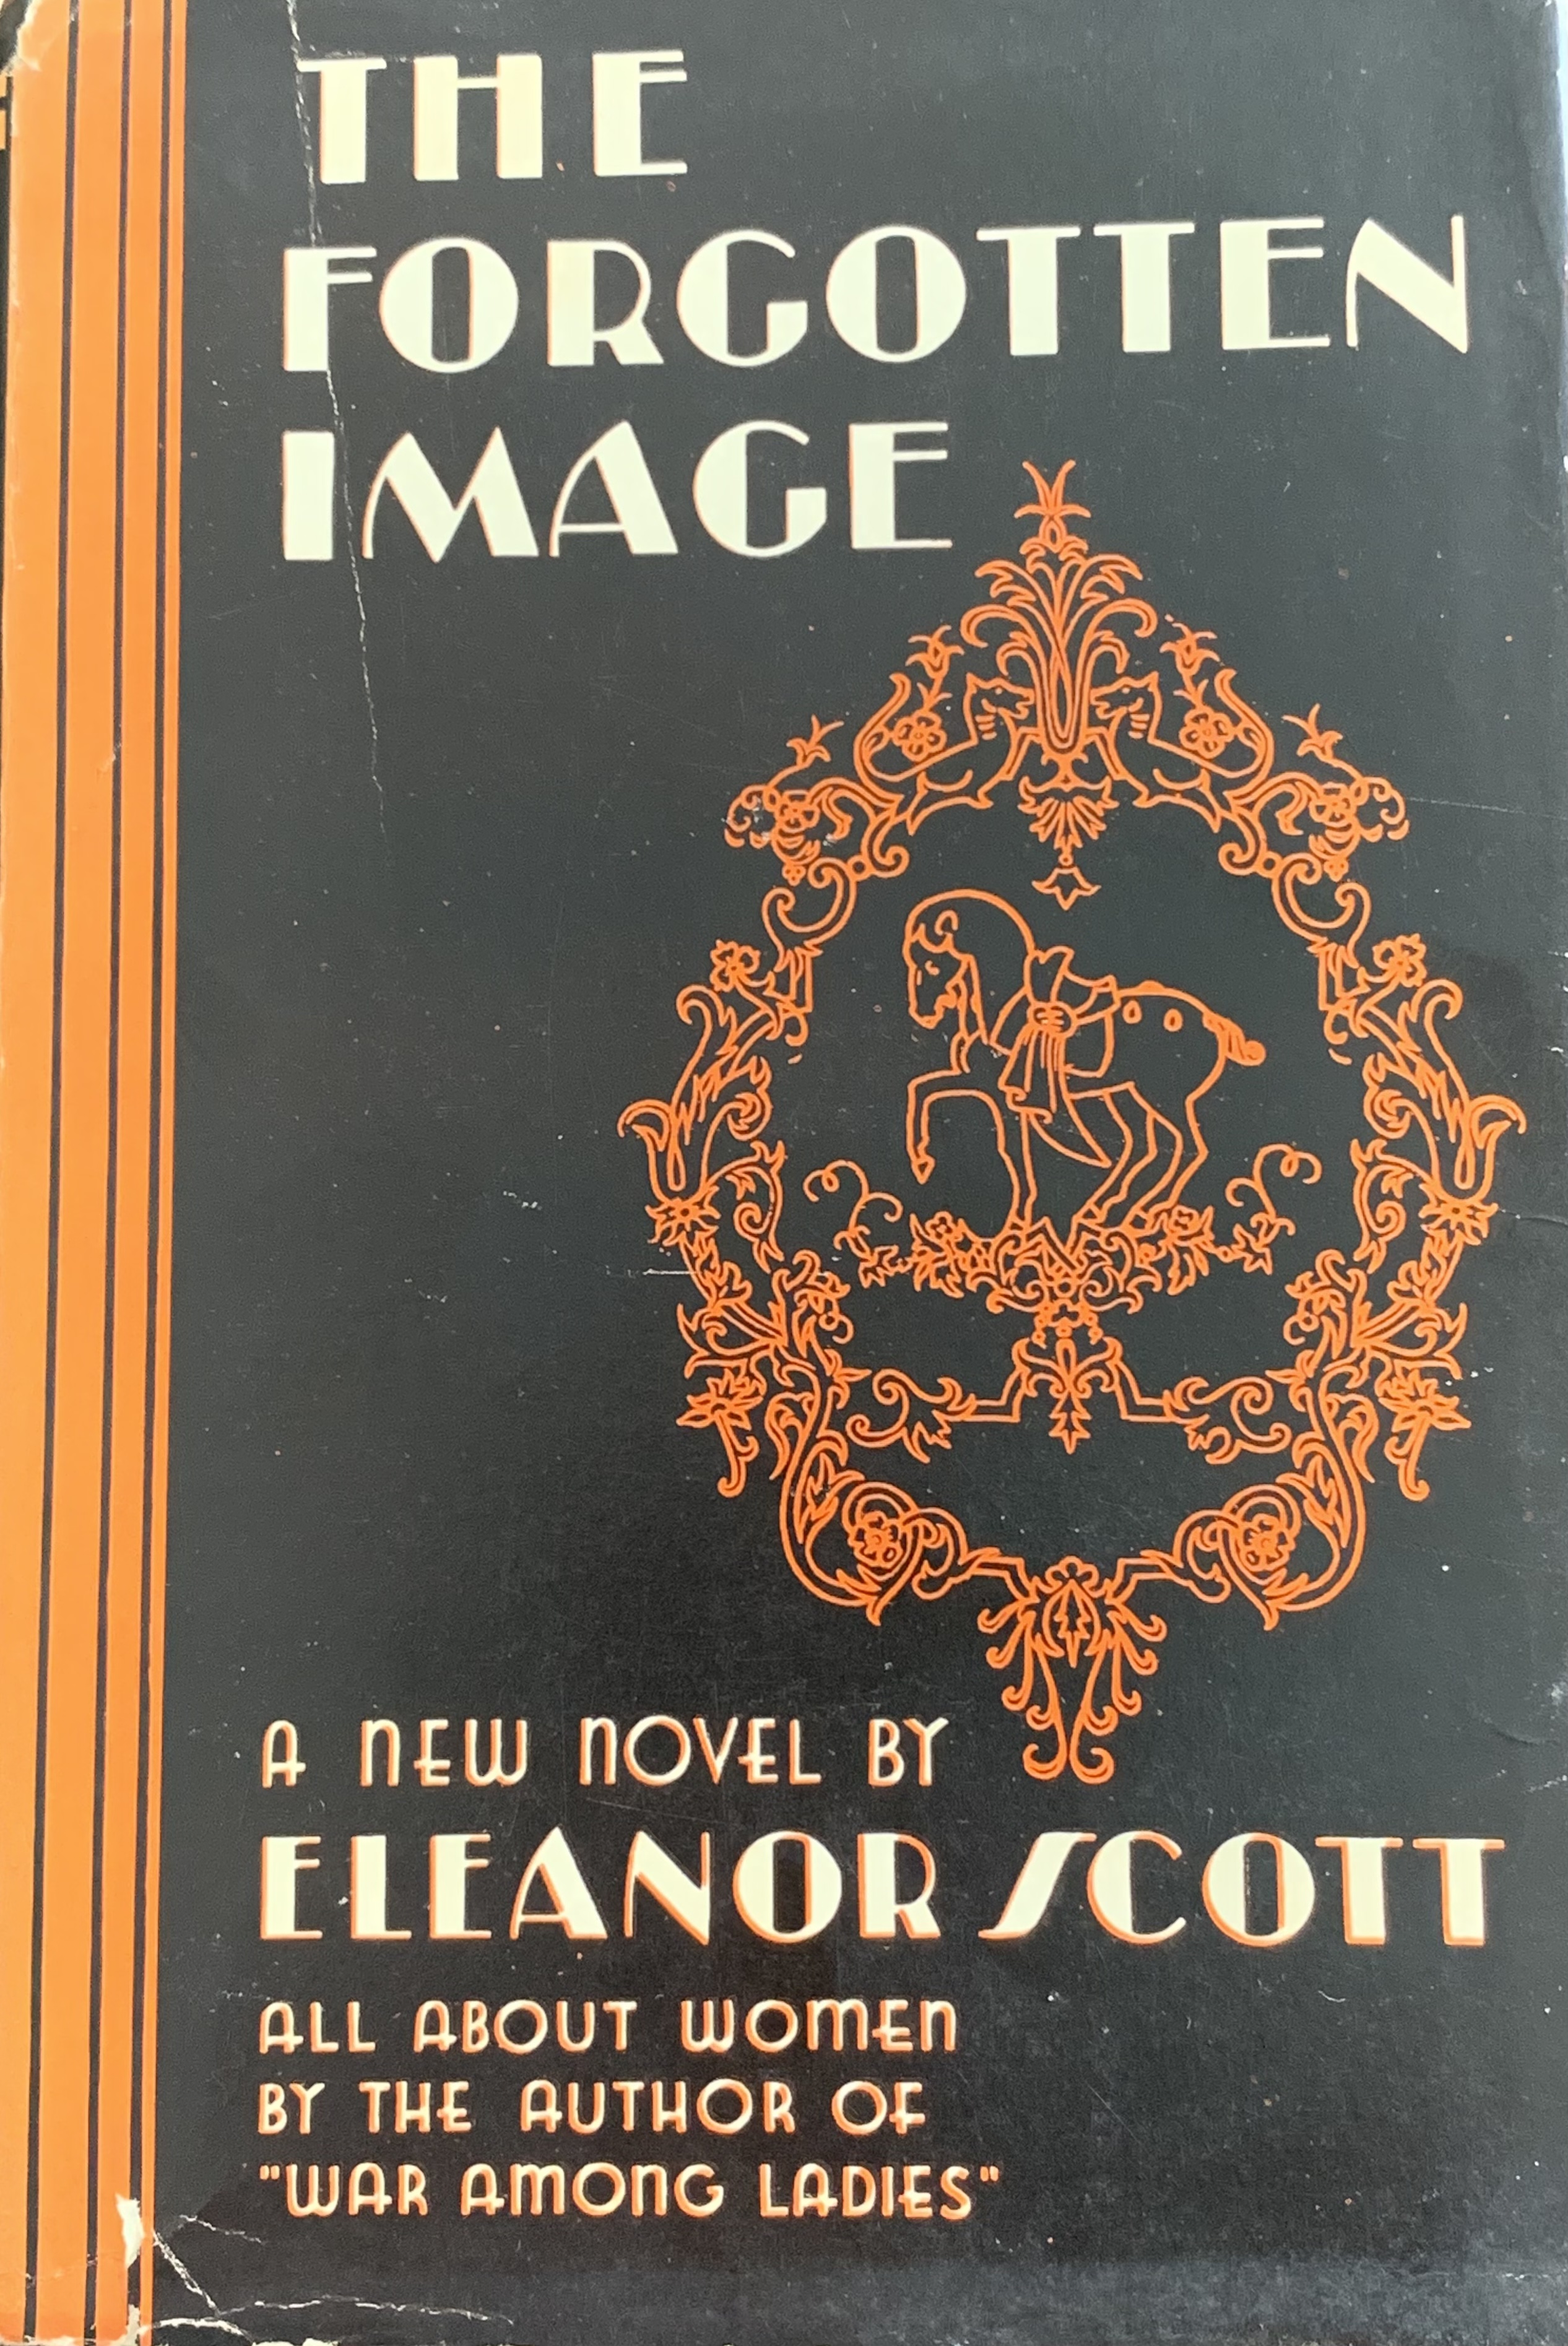 THE
FORGOTTEN
IMAGE
A NEW NOVEL BY
ELEANOR SCOTT
ALL ABOUT WOMEN
BY THE AUTHOR OF
"WAR AMONG LADIES"